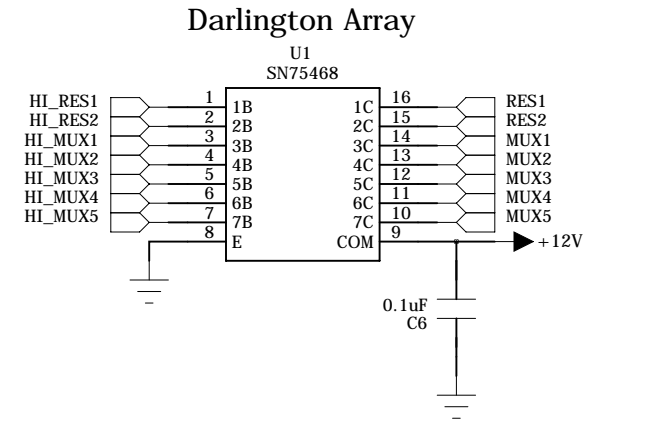 Darlington Array
U1
SN75468
HI_RES1 1 1B 1C 16 RES1
HI_RES2 2 2B 2C 15 RES2
HI_MUX1 3 3B 3C 14 MUX1
HI_MUX2 4 4B 4C 13 MUX2
HI_MUX3 5 5B 5C 12 MUX3
HI_MUX4 6 6B 6C 11 MUX4
HI_MUX5 7 7B 7C 10 MUX5
8 E COM 9 +12V
0.1uF
C6